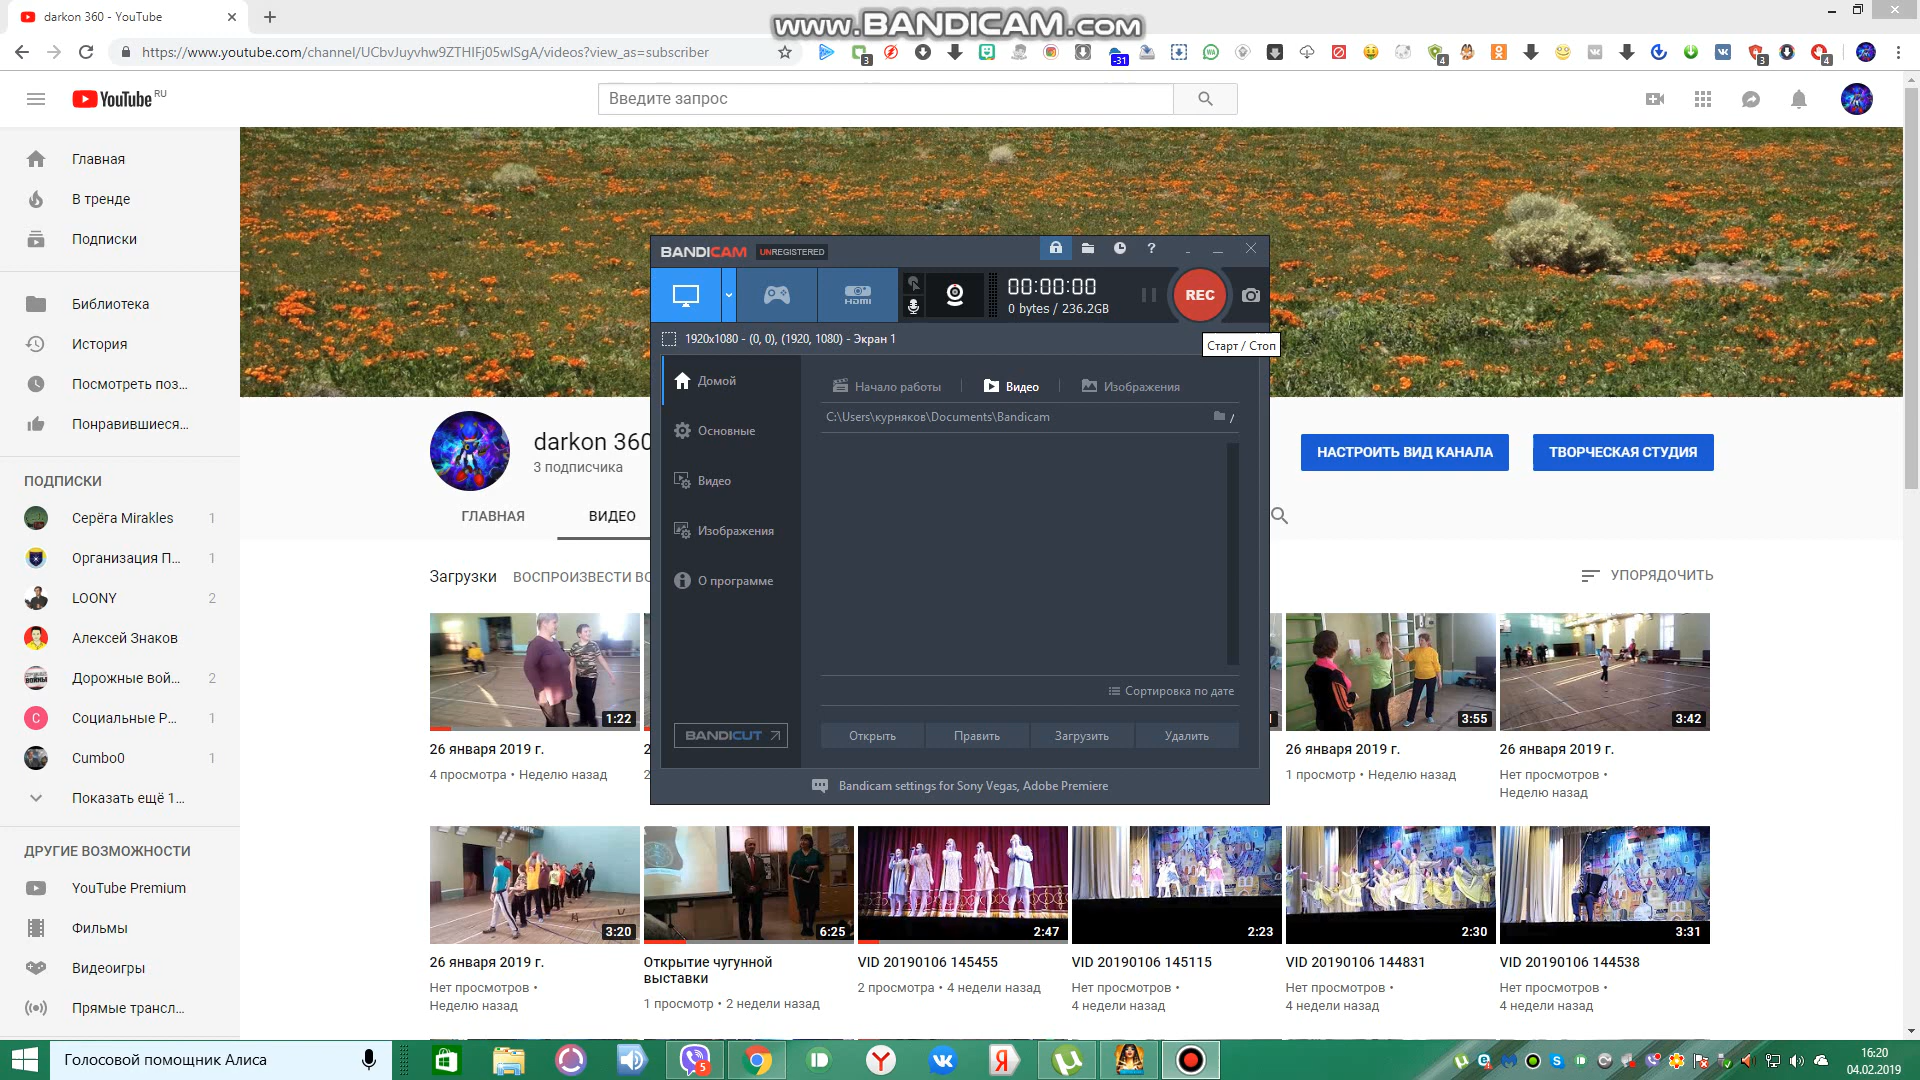 darkon 360 - YouTube
www.BANDICAM.com
https://www.youtube.com/channel/UCbvJuyvhw9ZTHIFj05wlSgA/videos?view_as=subscriber
3
-31
4
3
4
YouTube RU
Введите запрос
Главная
В тренде
Подписки
Библиотека
История
Посмотреть поз...
Понравившиеся...
ПОДПИСКИ
Серёга Mirakles 1
Организация П... 1
LOONY 2
Алексей Знаков
Дорожные вой... 2
С Социальные Р... 1
Cumbo0 1
Показать ещё 1...
ДРУГИЕ ВОЗМОЖНОСТИ
YouTube Premium
Фильмы
Видеоигры
Прямые трансл...
darkon 360
3 подписчика
НАСТРОИТЬ ВИД КАНАЛА
ТВОРЧЕСКАЯ СТУДИЯ
ГЛАВНАЯ
ВИДЕО
Загрузки
ВОСПРОИЗВЕСТИ ВС
УПОРЯДОЧИТЬ
BANDICAM UNREGISTERED
?
HDMI
00:00:00
0 bytes / 236.2GB
REC
1920x1080 - (0, 0), (1920, 1080) - Экран 1
Старт / Стоп
Домой
Основные
Видео
Изображения
О программе
BANDICUT
Начало работы
Видео
Изображения
C:\Users\курняков\Documents\Bandicam
/
Сортировка по дате
Открыть
Править
Загрузить
Удалить
Bandicam settings for Sony Vegas, Adobe Premiere
1:22
26 января 2019 г.
4 просмотра • Неделю назад
2
2
3:55
26 января 2019 г.
1 просмотр • Неделю назад
3:42
26 января 2019 г.
Нет просмотров •
Неделю назад
3:20
26 января 2019 г.
Нет просмотров •
Неделю назад
6:25
Открытие чугунной
выставки
1 просмотр • 2 недели назад
2:47
VID 20190106 145455
2 просмотра • 4 недели назад
2:23
VID 20190106 145115
Нет просмотров •
4 недели назад
2:30
VID 20190106 144831
Нет просмотров •
4 недели назад
3:31
VID 20190106 144538
Нет просмотров •
4 недели назад
Голосовой помощник Алиса
5
16:20
04.02.2019